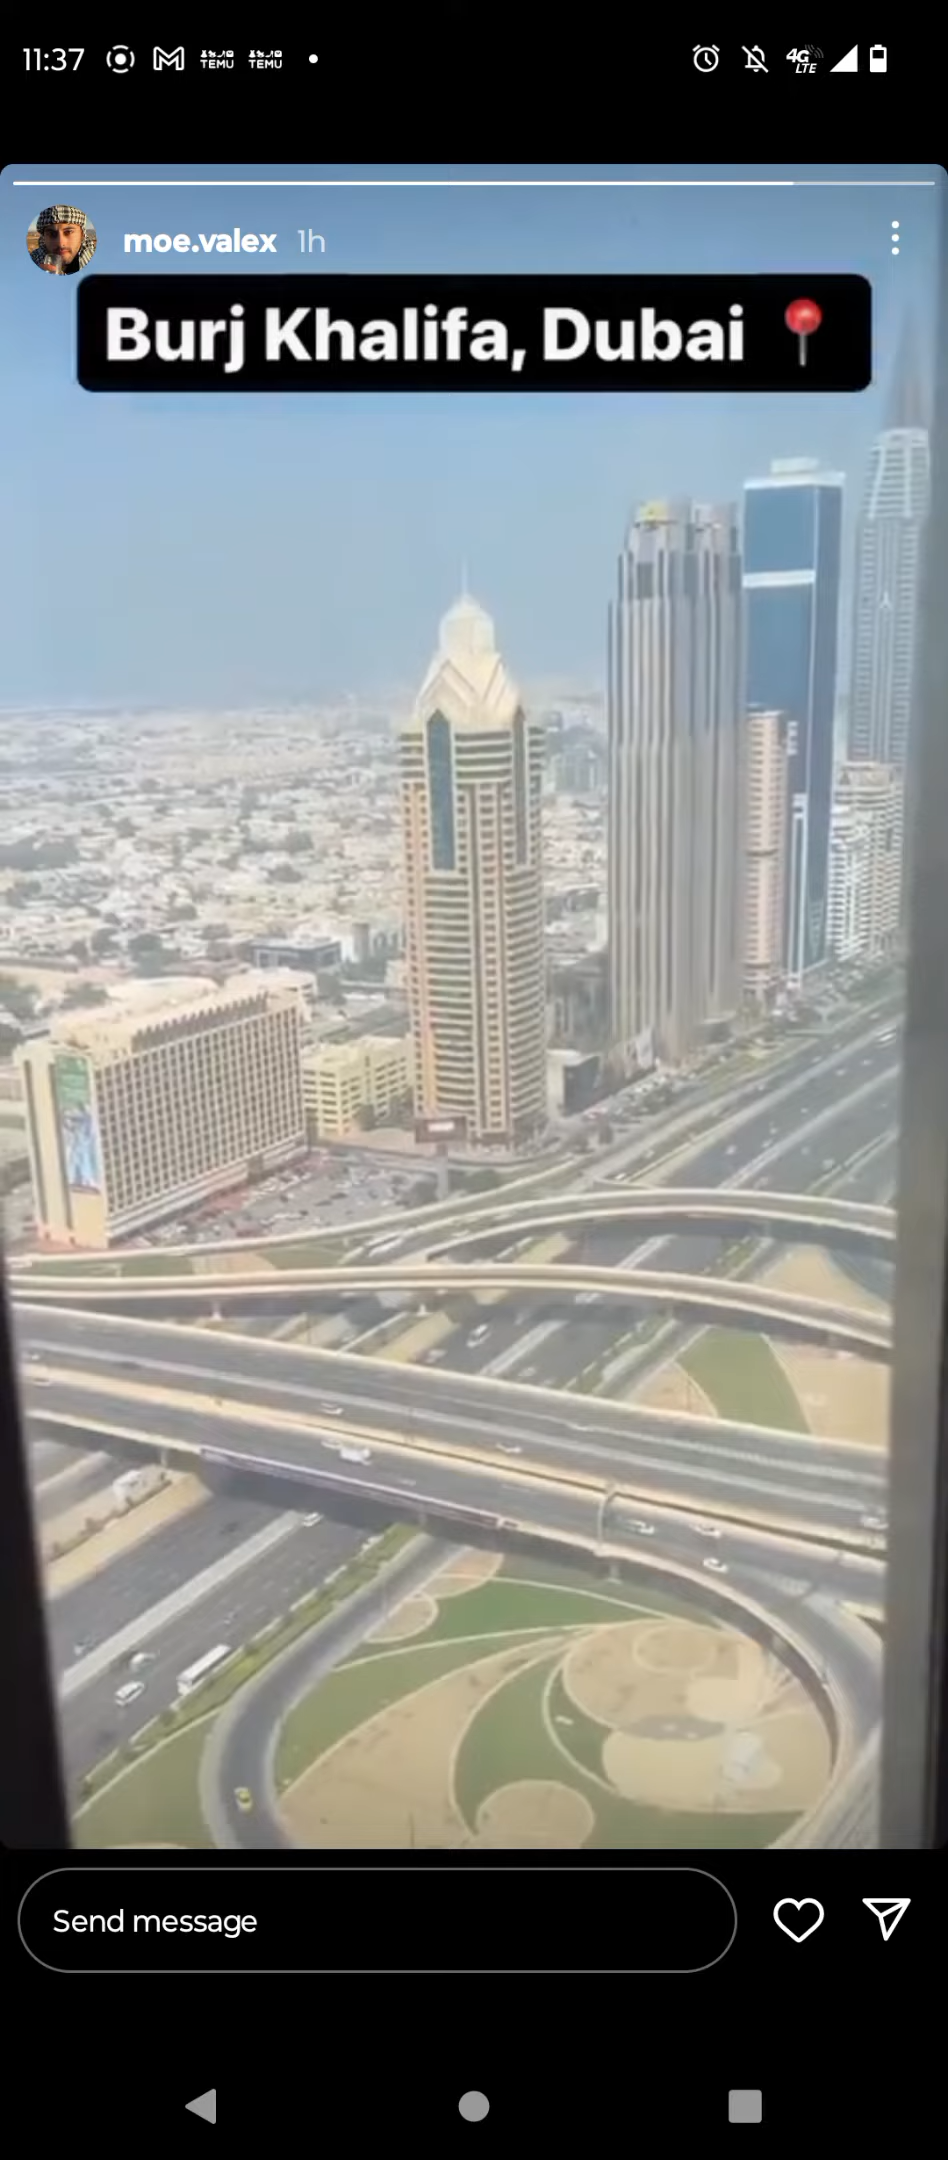 11:37 TEMU TEMU 4G LTE
moe.valex 1h
Burj Khalifa, Dubai
Send message